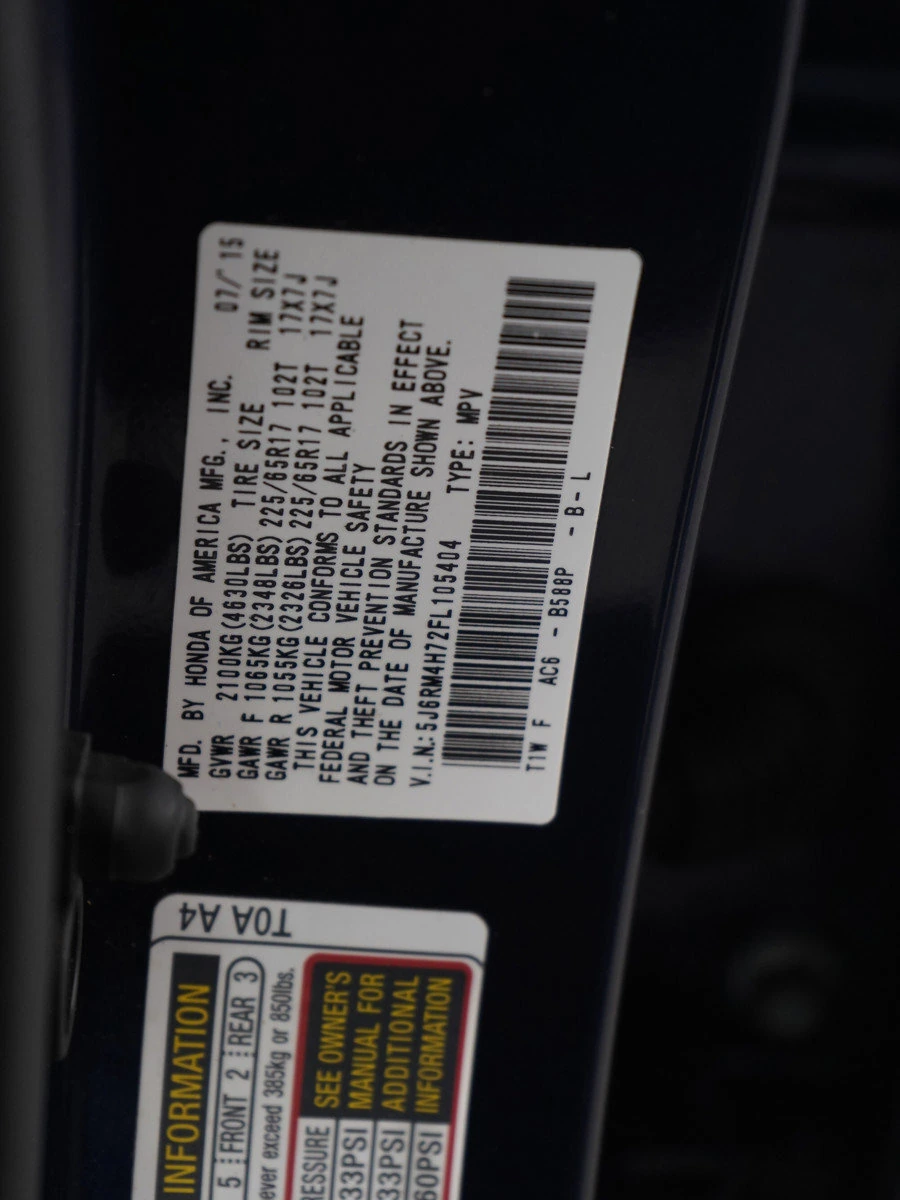 MFD. BY HONDA OF AMERICA MFG., INC. 07/ 15
GVWR 2100KG(4630LBS) TIRE SIZE RIM SIZE
GAWR F 1065KG(2348LBS) 225/65R17 102T 17X7J
GAWR R 1055KG(2326LBS) 225/65R17 102T 17X7J
THIS VEHICLE CONFORMS TO ALL APPLICABLE
FEDERAL MOTOR VEHICLE SAFETY
AND THEFT PREVENTION STANDARDS IN EFFECT
ON THE DATE OF MANUFACTURE SHOWN ABOVE.
V.I.N.:5J6RM4H72FL105404 TYPE: MPV
T1W F AC6 - B588P - B - L
T0A A4
INFORMATION
5 FRONT 2 REAR 3
ever exceed 385kg or 850lbs.
ESSURE
33PSI
33PSI
60PSI
SEE OWNER'S
MANUAL FOR
ADDITIONAL
INFORMATION